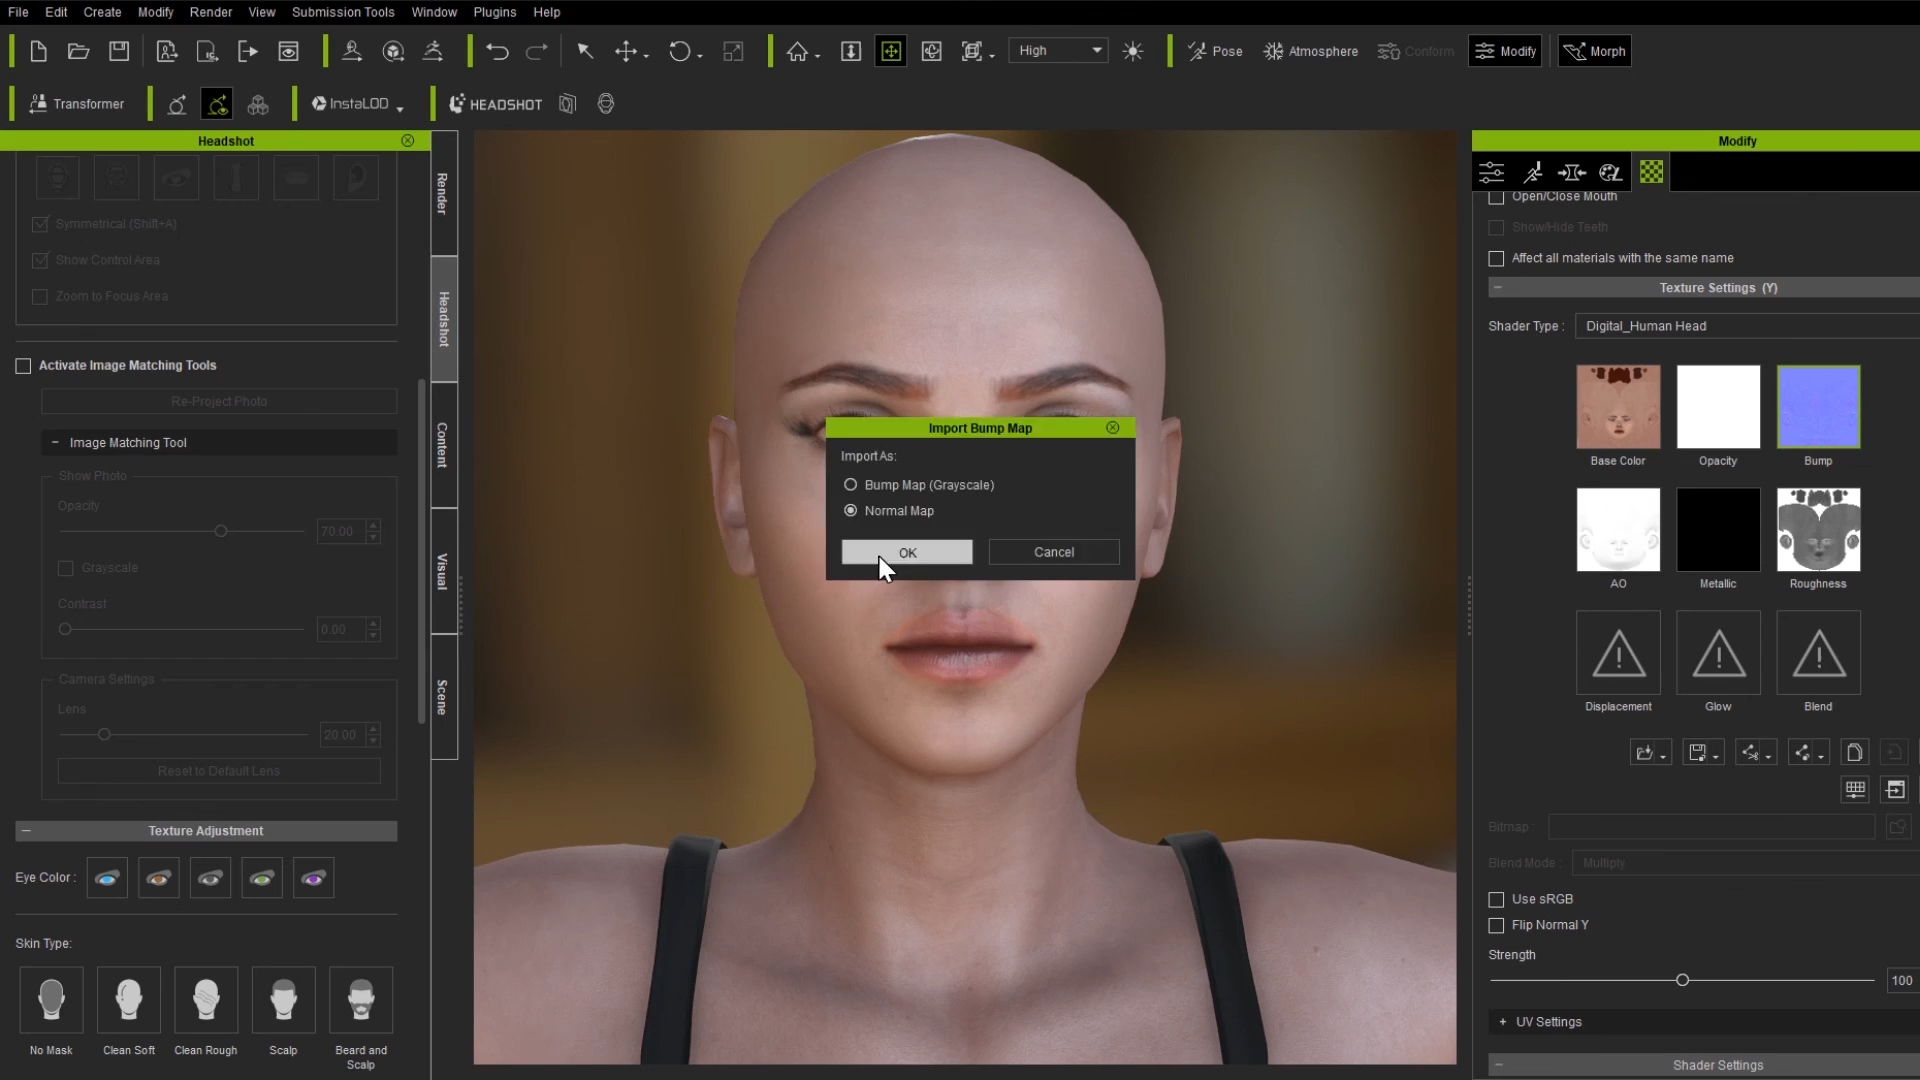 File Edit Create Modify Render View Submission Tools Window Plugins Help
High Pose Atmosphere Conform Modify Morph
Transformer InstaLOD HEADSHOT
Headshot
Symmetrical (Shift+A)
Show Control Area
Zoom to Focus Area
Activate Image Matching Tools
Re-Project Photo
Image Matching Tool
Show Photo
Opacity
70.00
Grayscale
Contrast
0.00
Camera Settings
Lens
20.00
Reset to Default Lens
Texture Adjustment
Eye Color :
Skin Type:
No Mask Clean Soft Clean Rough Scalp Beard and
Scalp
Render
Headshot
Content
Visual
Scene
Import Bump Map
Import As:
Bump Map (Grayscale)
Normal Map
OK Cancel
Modify
Open/Close Mouth
Show/Hide Teeth
Affect all materials with the same name
Texture Settings (Y)
Shader Type : Digital_Human Head
Base Color Opacity Bump
AO Metallic Roughness
Displacement Glow Blend
Bitmap :
Blend Mode : Multiply
Use sRGB
Flip Normal Y
Strength
100
+ UV Settings
Shader Settings